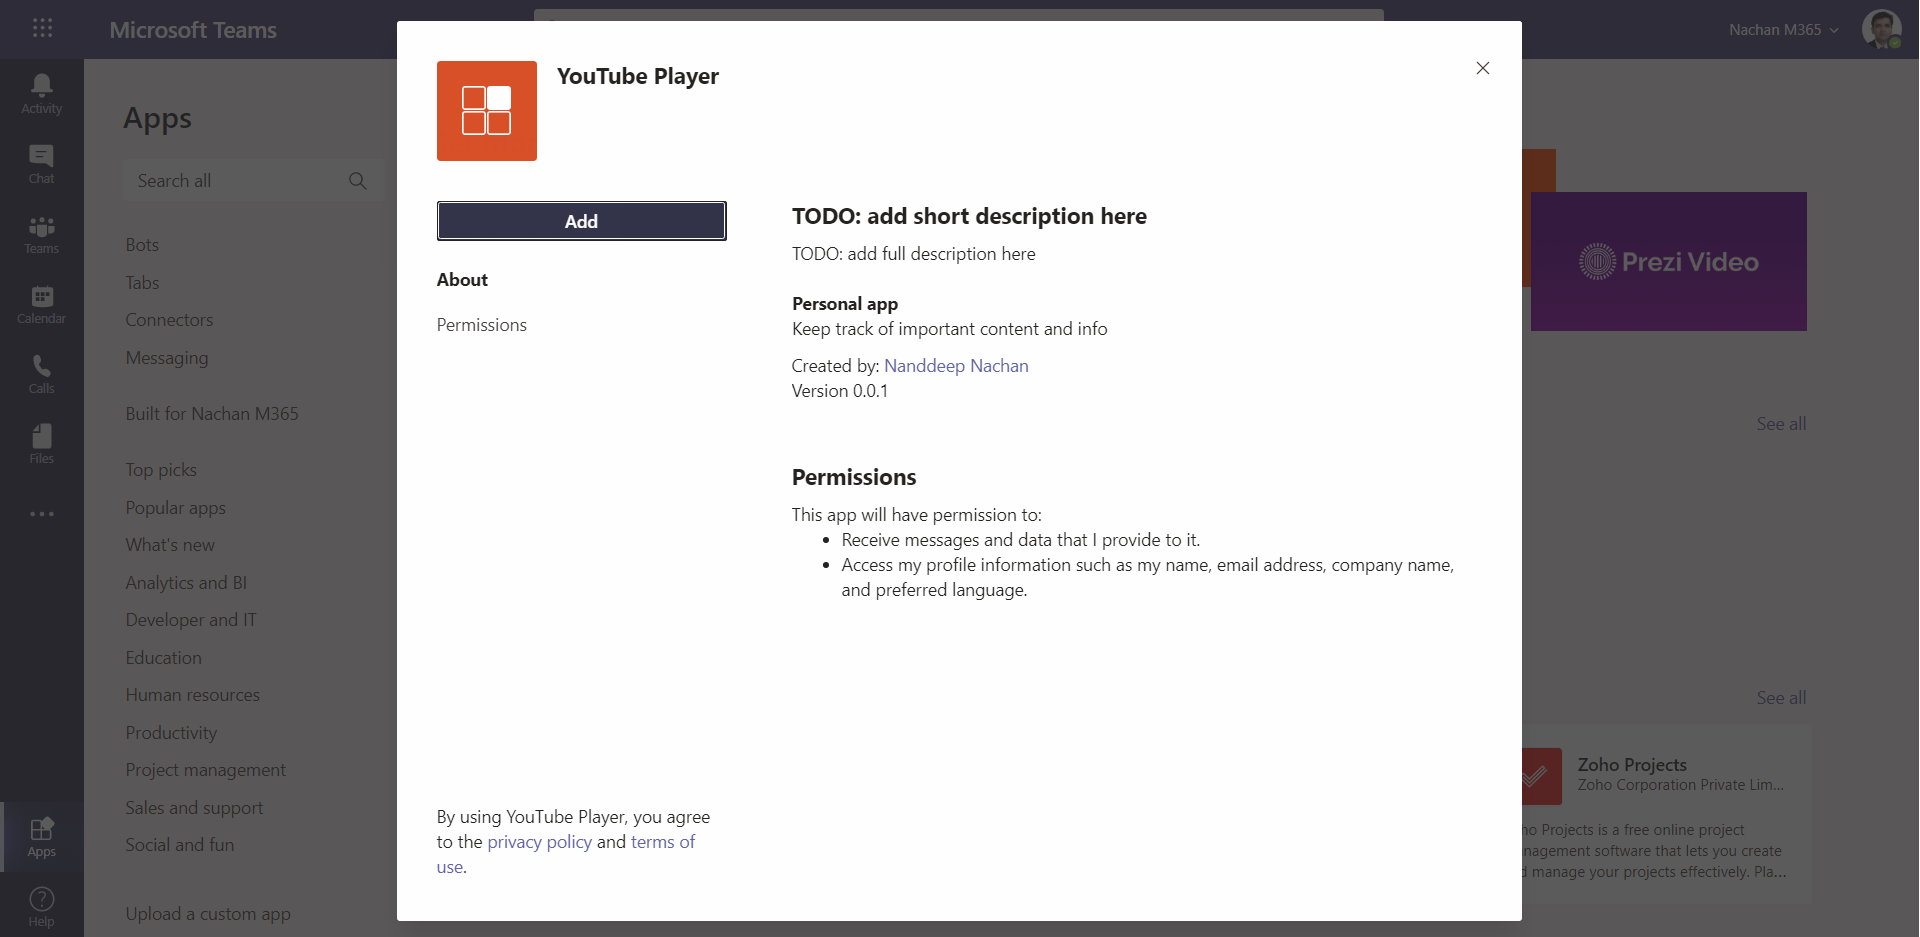 Microsoft Teams
Nachan M365
Activity
Chat
Teams
Calendar
Calls
Files
Apps
Help
Apps
Search all
Bots
Tabs
Connectors
Messaging
Built for Nachan M365
Top picks
Popular apps
What's new
Analytics and BI
Developer and IT
Education
Human resources
Productivity
Project management
Sales and support
Social and fun
Upload a custom app
YouTube Player
Add
About
Permissions
By using YouTube Player, you agree
to the privacy policy and terms of
use.
TODO: add short description here
TODO: add full description here
Personal app
Keep track of important content and info
Created by: Nanddeep Nachan
Version 0.0.1
Permissions
This app will have permission to:
• Receive messages and data that I provide to it.
• Access my profile information such as my name, email address, company name,
and preferred language.
Prezi Video
See all
See all
Zoho Projects
Zoho Corporation Private Lim...
ho Projects is a free online project
nagement software that lets you create
d manage your projects effectively. Pla...